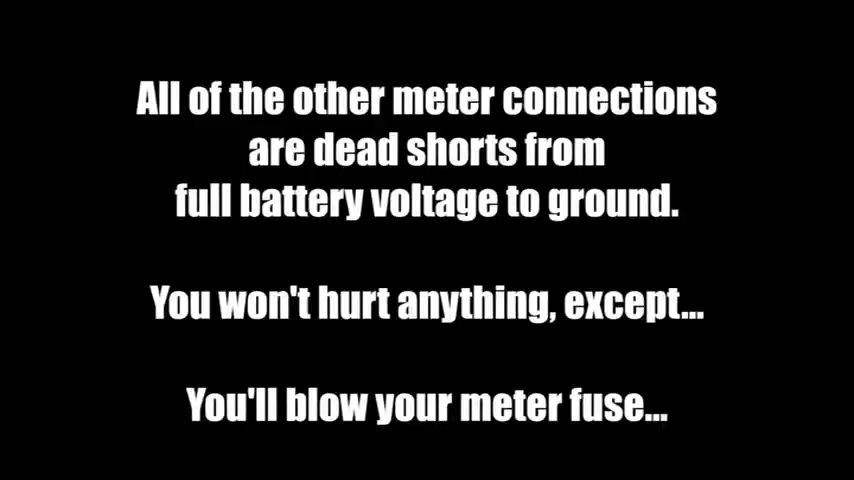 All of the other meter connections
are dead shorts from
full battery voltage to ground.
You won't hurt anything, except...
You'll blow your meter fuse...